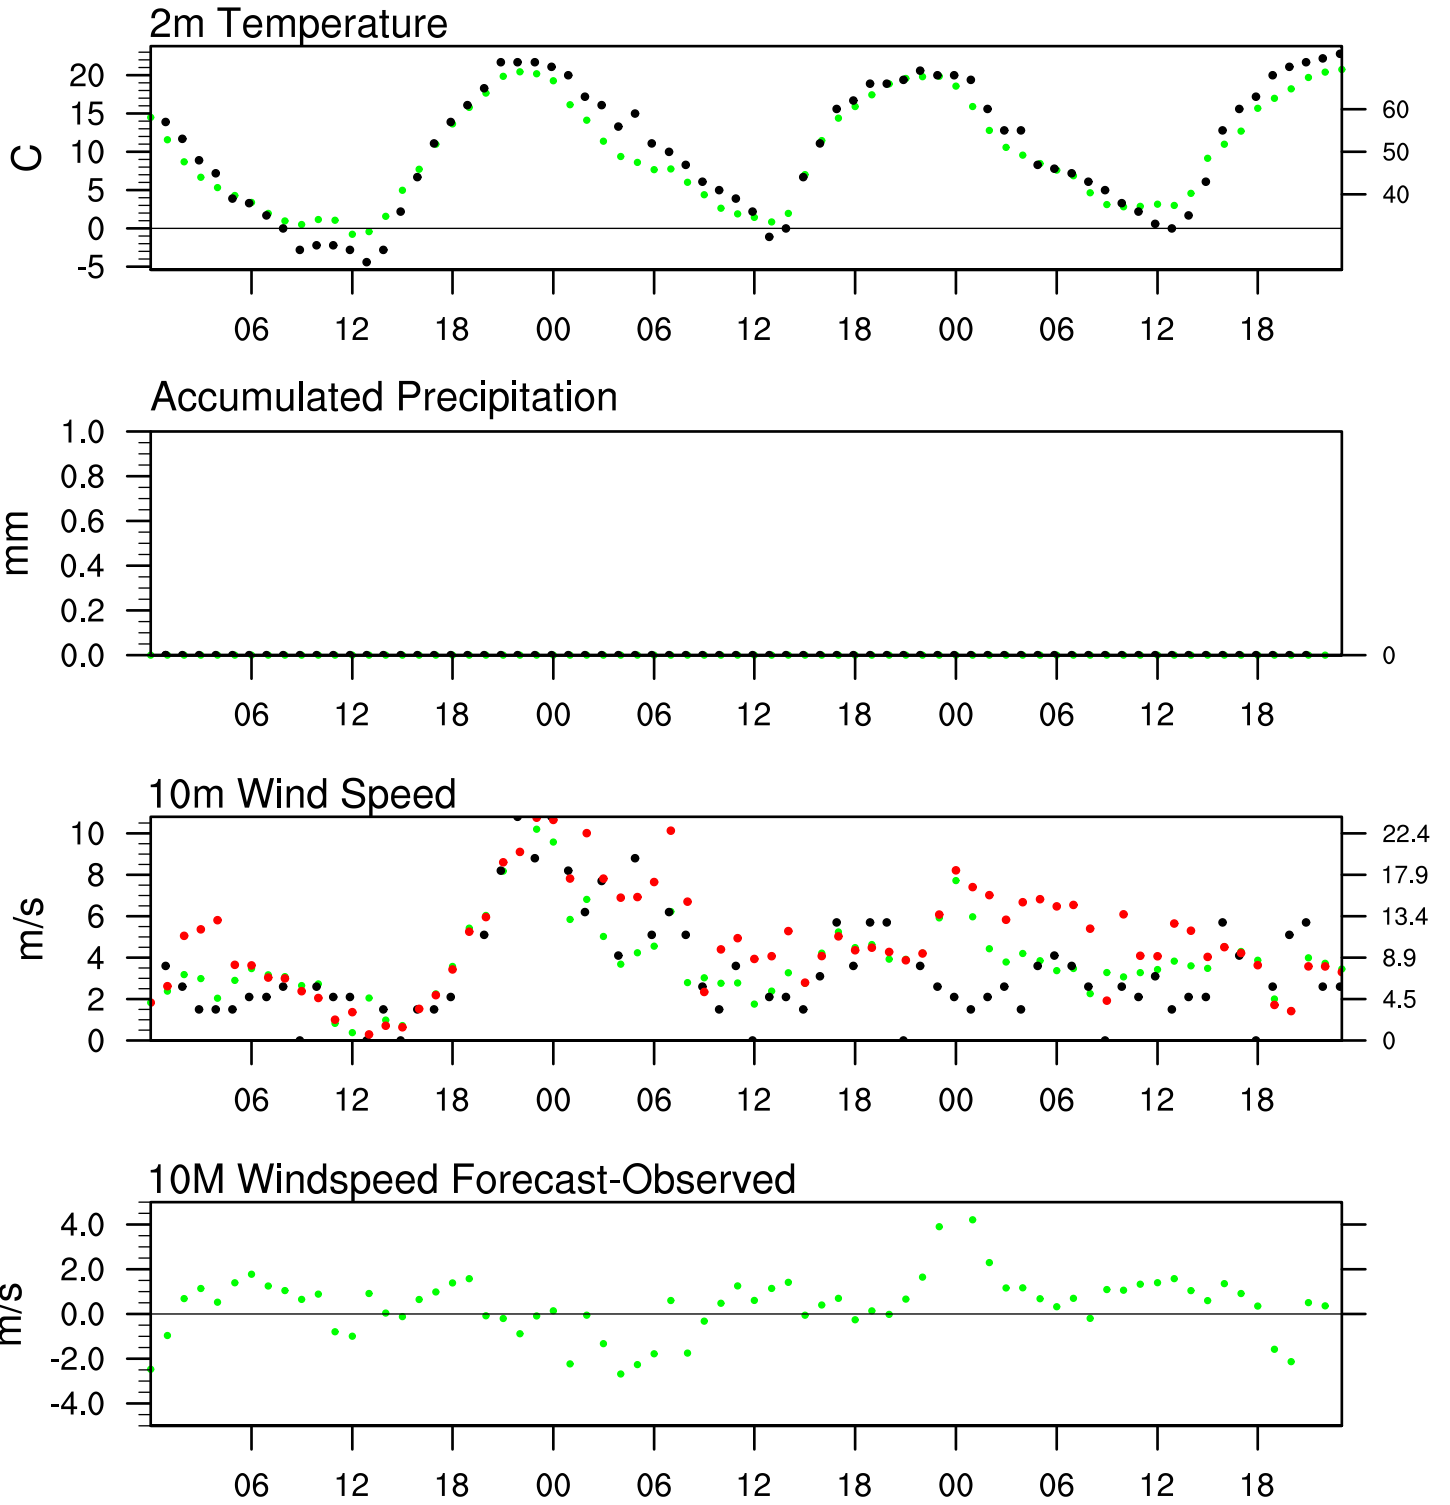 2m Temperature
20
15
10
5
0
-5
C
60
50
40
06 12 18 00 06 12 18 00 06 12 18
Accumulated Precipitation
1.0
0.8
0.6
0.4
0.2
0.0
mm
0
06 12 18 00 06 12 18 00 06 12 18
10m Wind Speed
10
8
6
4
2
0
m/s
22.4
17.9
13.4
8.9
4.5
0
06 12 18 00 06 12 18 00 06 12 18
10M Windspeed Forecast-Observed
4.0
2.0
0.0
-2.0
-4.0
m/s
06 12 18 00 06 12 18 00 06 12 18